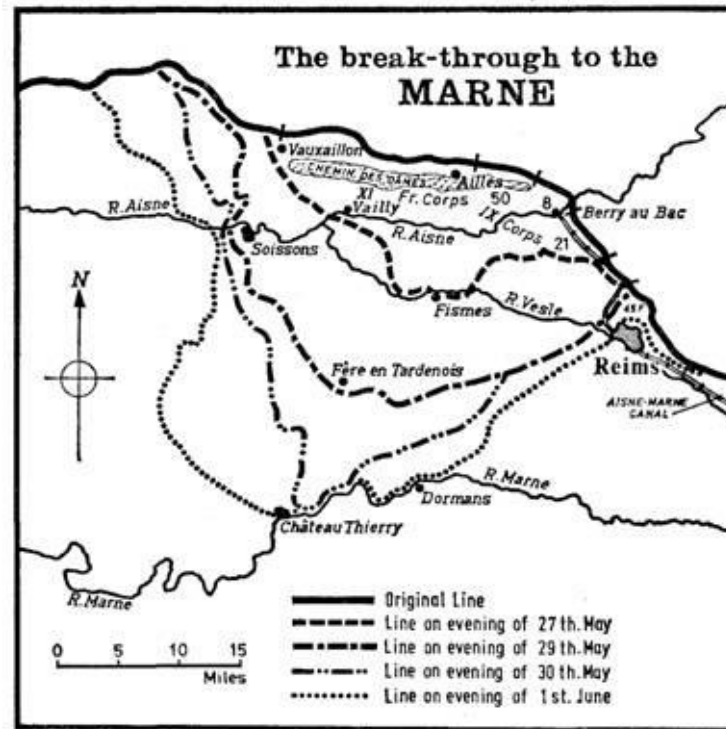 The break-through to the
MARNE
Vauxaillon
CHEMIN DES DAMES
Ailles
Fr. Corps
50
8
XI
Vailly
IX Corps
Berry au Bac
R. Aisne
R. Aisne
21
Soissons
N
Fismes
R. Vesle
45 F
Reims
Fère en Tardenois
AISNE-MARNE
CANAL
R. Marne
Dormans
Château Thierry
R. Marne
Original Line
Line on evening of 27th. May
Line on evening of 29th. May
Line on evening of 30th. May
Line on evening of 1st. June
0 5 10 15
Miles